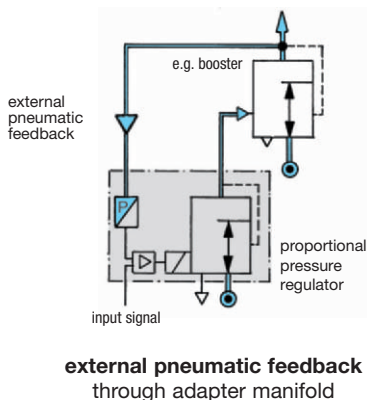 e.g. booster
external
pneumatic
feedback
P
proportional
pressure
regulator
input signal
external pneumatic feedback
through adapter manifold